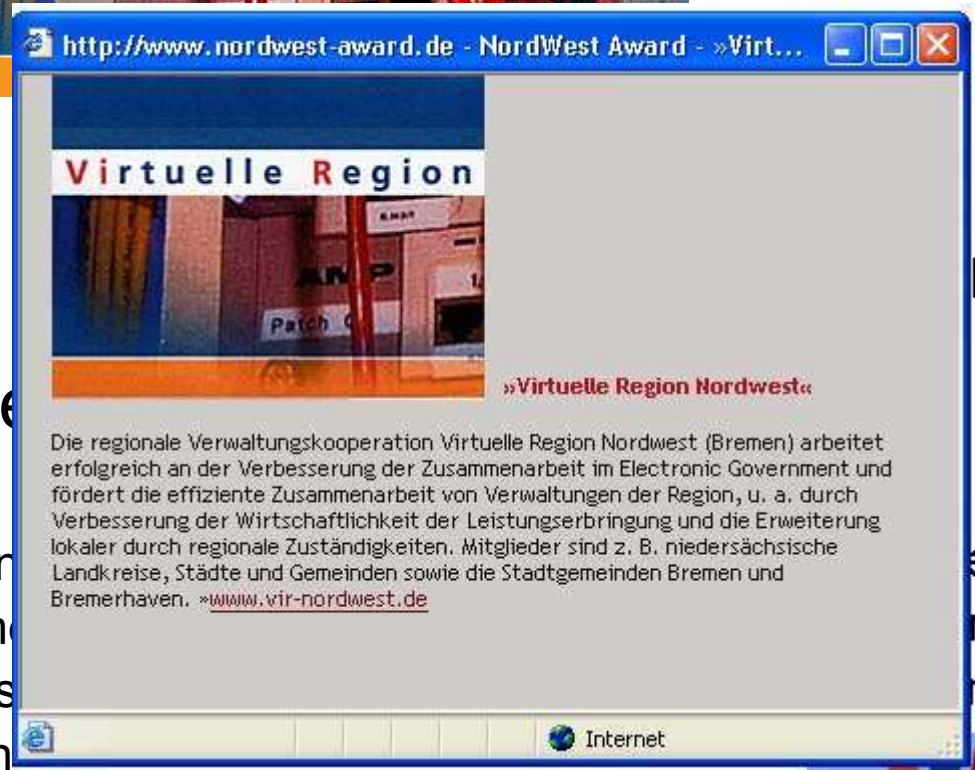 http://www.nordwest-award.de - NordWest Award - »Virt...
Virtuelle Region
AMP
Patch
»Virtuelle Region Nordwest«
Die regionale Verwaltungskooperation Virtuelle Region Nordwest (Bremen) arbeitet
erfolgreich an der Verbesserung der Zusammenarbeit im Electronic Government und
fördert die effiziente Zusammenarbeit von Verwaltungen der Region, u. a. durch
Verbesserung der Wirtschaftlichkeit der Leistungserbringung und die Erweiterung
lokaler durch regionale Zuständigkeiten. Mitglieder sind z. B. niedersächsische
Landkreise, Städte und Gemeinden sowie die Stadtgemeinden Bremen und
Bremerhaven. »www.vir-nordwest.de
Internet